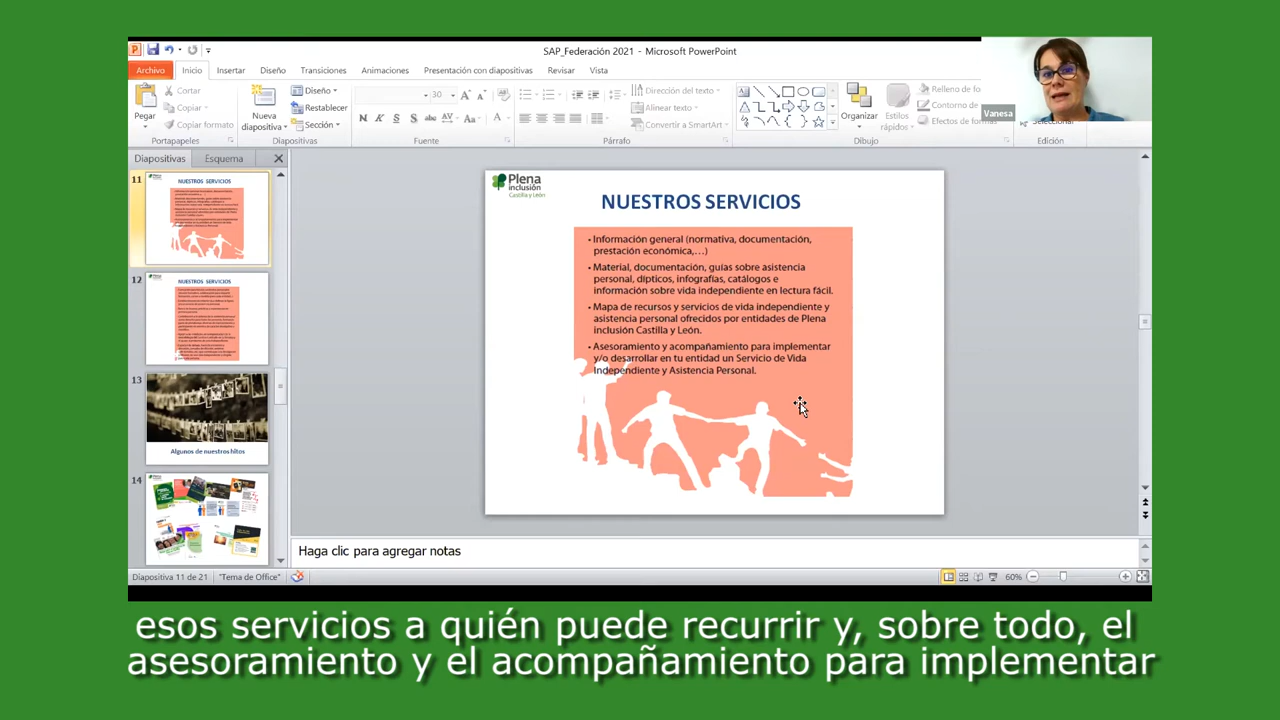 SAP_Federación 2021 - Microsoft PowerPoint
Archivo
Inicio
Insertar
Diseño
Transiciones
Animaciones
Presentación con diapositivas
Revisar
Vista
Pegar
Cortar
Copiar
Copiar formato
Portapapeles
Nueva
diapositiva
Diseño
Restablecer
Sección
Diapositivas
30
Fuente
Dirección del texto
Alinear texto
Convertir a SmartArt
Párrafo
Organizar
Estilos
rápidos
Relleno de fo
Contorno de
Efectos de formas
Dibujo
Seleccionar
Edición
Vanesa
Diapositivas
Esquema
11
NUESTROS SERVICIOS
12
NUESTROS SERVICIOS
13
Algunos de nuestros hitos
14
Plena
inclusión
Castilla y León
NUESTROS SERVICIOS
• Información general (normativa, documentación,
prestación económica,…)
• Material, documentación, guías sobre asistencia
personal, dípticos, infografías, catálogos e
información sobre vida independiente en lectura fácil.
• Mapa de recursos y servicios de vida independiente y
asistencia personal ofrecidos por entidades de Plena
inclusión Castilla y León.
• Asesoramiento y acompañamiento para implementar
y/o desarrollar en tu entidad un Servicio de Vida
Independiente y Asistencia Personal.
Haga clic para agregar notas
Diapositiva 11 de 21
"Tema de Office"
60%
esos servicios a quién puede recurrir y, sobre todo, el
asesoramiento y el acompañamiento para implementar